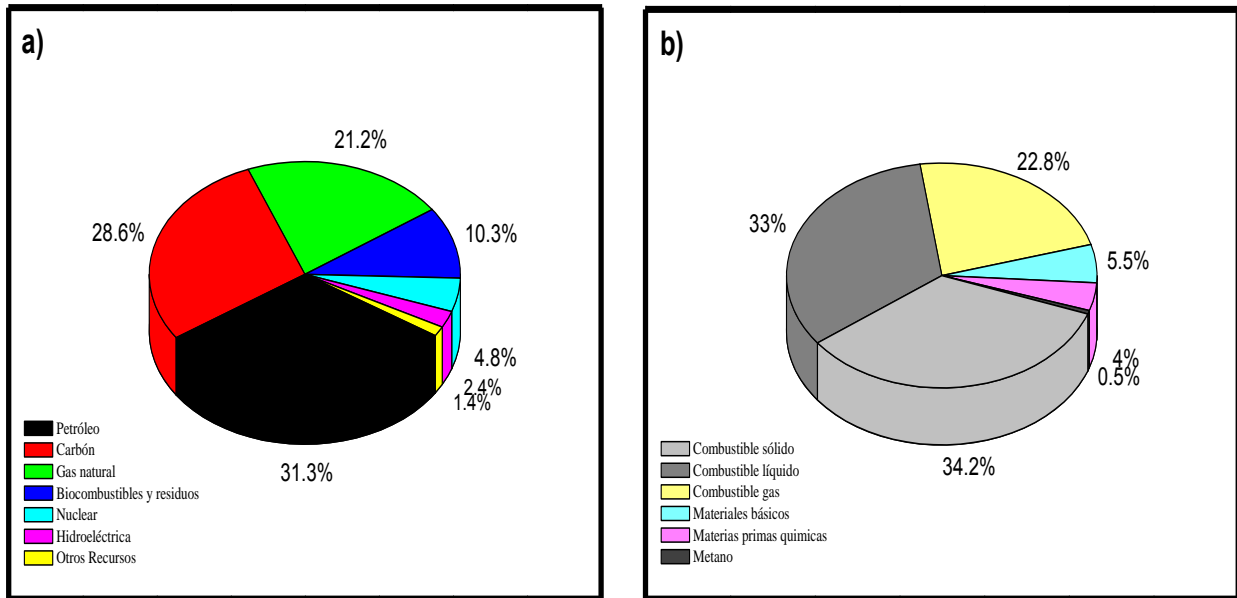 a)
21.2%
28.6%
10.3%
4.8%
2.4%
1.4%
31.3%
Petróleo
Carbón
Gas natural
Biocombustibles y residuos
Nuclear
Hidroeléctrica
Otros Recursos
b)
22.8%
33%
5.5%
4%
0.5%
34.2%
Combustible sólido
Combustible líquido
Combustible gas
Materiales básicos
Materias primas quimicas
Metano